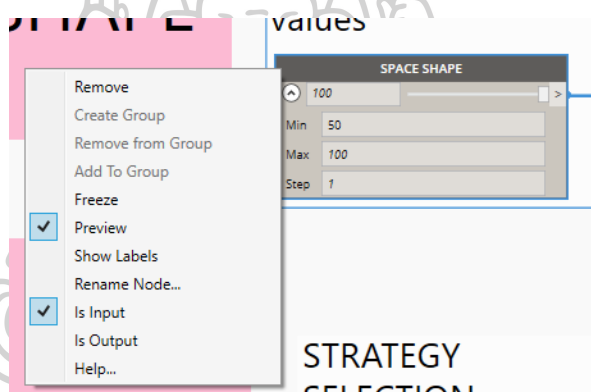 values
SPACE SHAPE
100
>
Min 50
Max 100
Step 1
Remove
Create Group
Remove from Group
Add To Group
Freeze
Preview
Show Labels
Rename Node...
Is Input
Is Output
Help...
STRATEGY
SELECTION